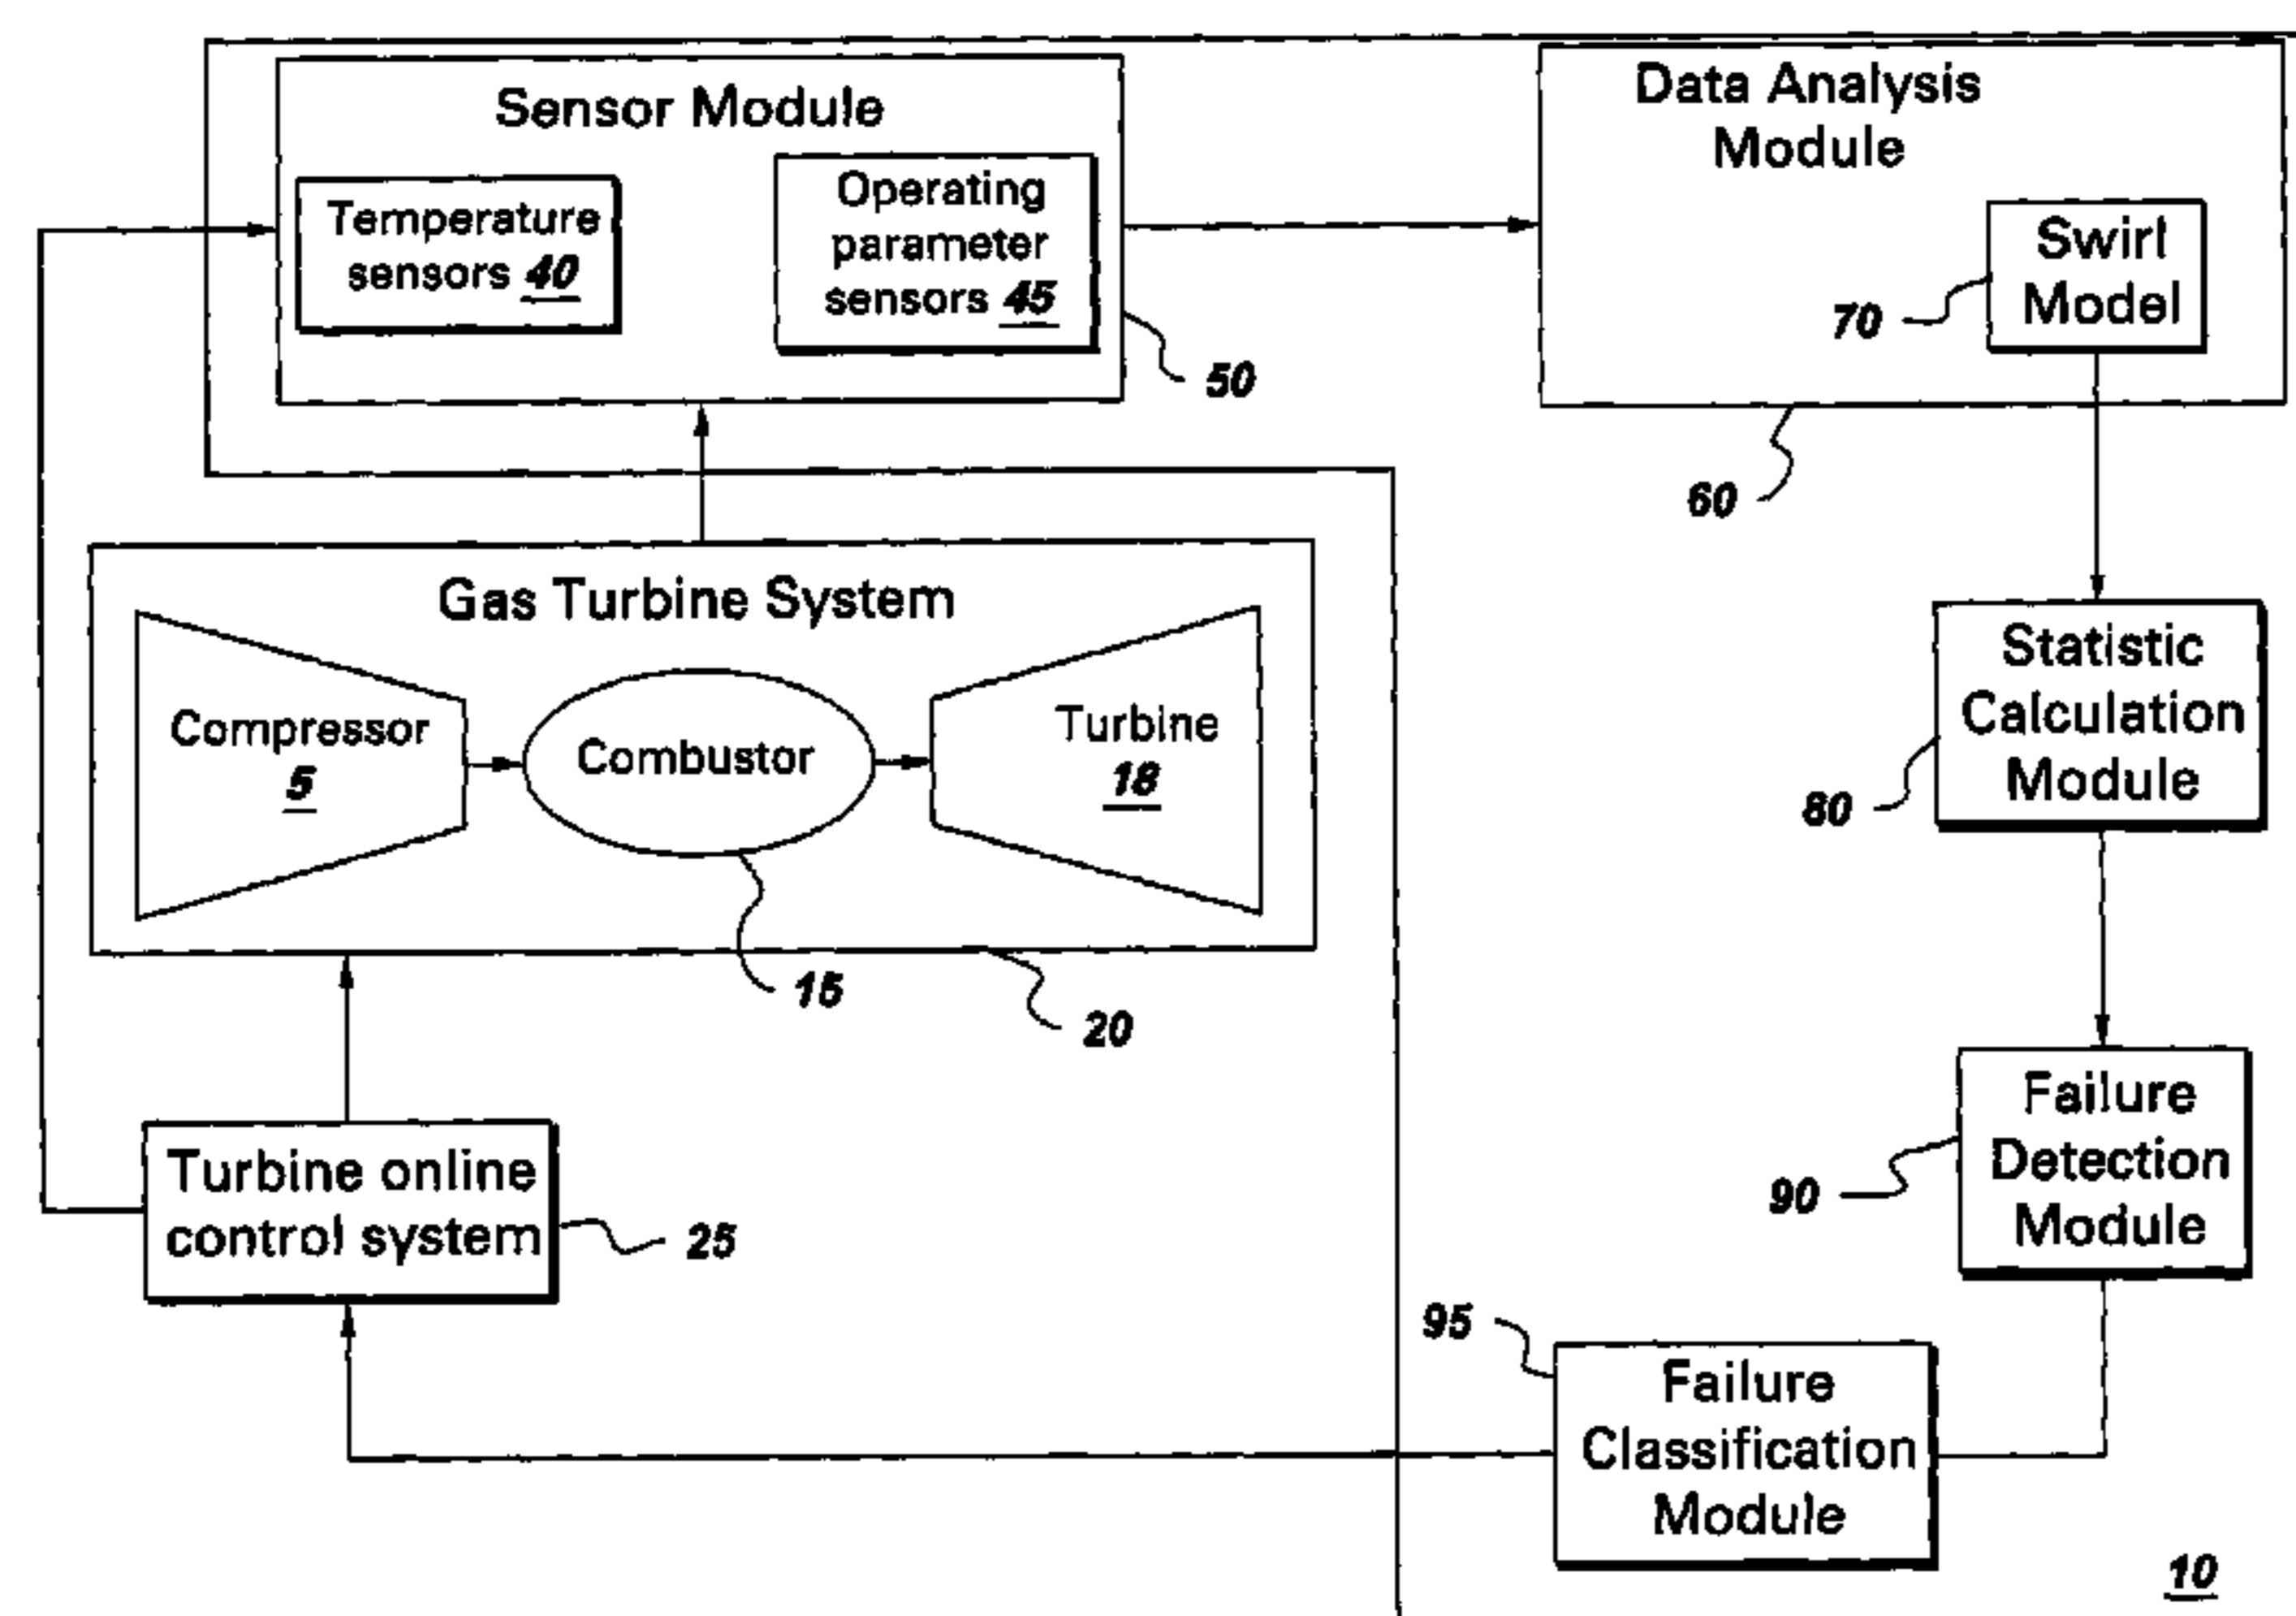 Sensor Module
Temperature
sensors 40
Operating
parameter
sensors 45
50
Data Analysis
Module
Swirl
Model
70
60
Gas Turbine System
Compressor
5
Combustor
Turbine
18
15
20
Statistic
Calculation
Module
80
Turbine online
control system
25
Failure
Detection
Module
90
95
Failure
Classification
Module
10